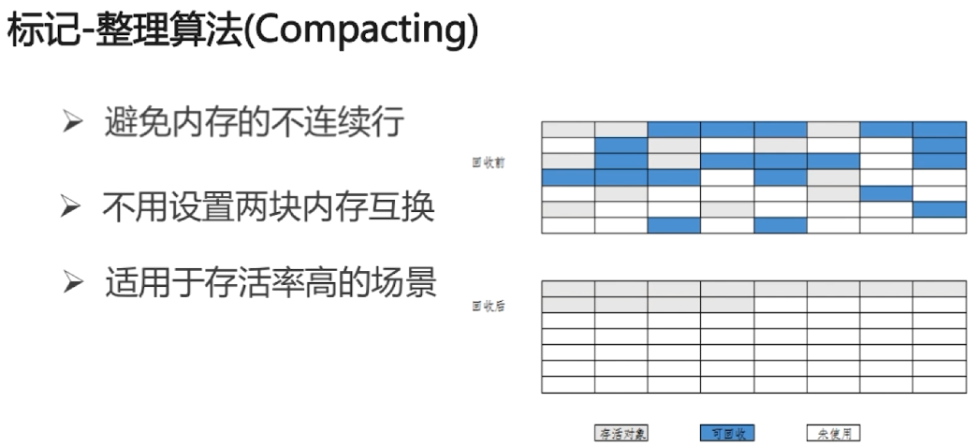 标记-整理算法(Compacting)
避免内存的不连续行
不用设置两块内存互换
适用于存活率高的场景
回收前
回收后
存活对象 可回收 未使用